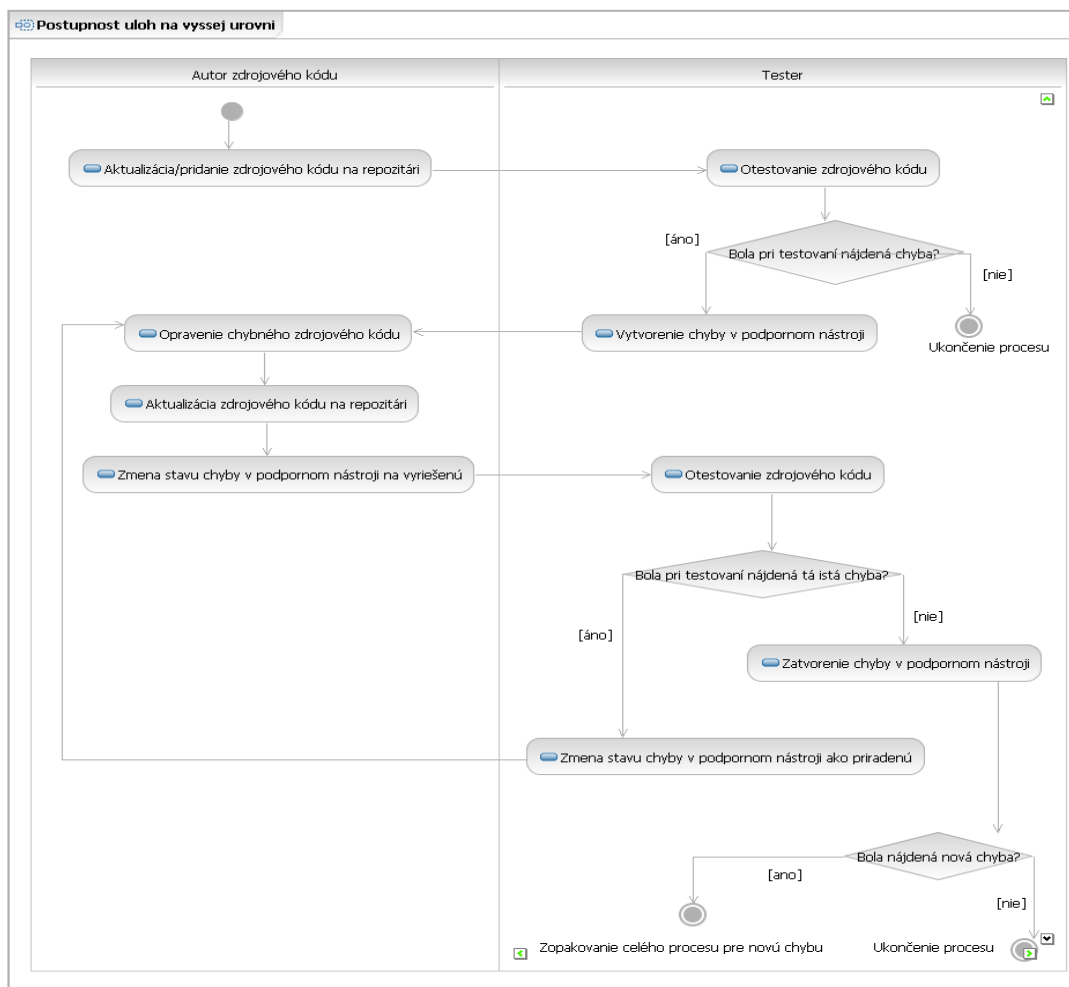 Postupnost uloh na vyssej urovni
Autor zdrojového kódu
Tester
Aktualizácia/pridanie zdrojového kódu na repozitári
Otestovanie zdrojového kódu
[áno]
Bola pri testovaní nájdená chyba?
[nie]
Opravenie chybného zdrojového kódu
Vytvorenie chyby v podpornom nástroji
Ukončenie procesu
Aktualizácia zdrojového kódu na repozitári
Zmena stavu chyby v podpornom nástroji na vyriešenú
Otestovanie zdrojového kódu
Bola pri testovaní nájdená tá istá chyba?
[nie]
[áno]
Zatvorenie chyby v podpornom nástroji
Zmena stavu chyby v podpornom nástroji ako priradenú
Bola nájdená nová chyba?
[ano]
[nie]
Zopakovanie celého procesu pre novú chybu
Ukončenie procesu